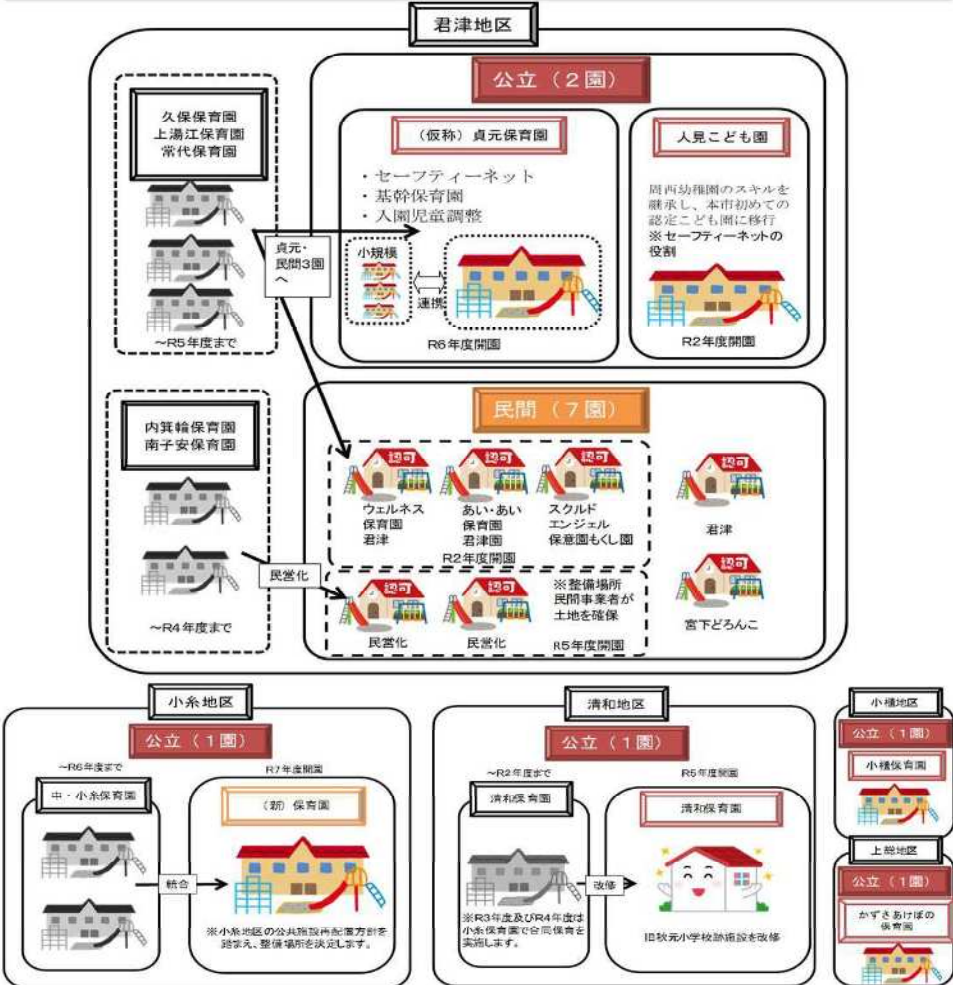 君津地区
公立（2園）
久保保育園
上湯江保育園
常代保育園
～R5年度まで
貞元・
民間3園
へ
（仮称）貞元保育園
・セーフティーネット
・基幹保育園
・入園児童調整
小規模
連携
R6年度開園
人見こども園
周西幼稚園のスキルを
継承し、本市初めての
認定こども園に移行
※セーフティーネットの
役割
R2年度開園
内箕輪保育園
南子安保育園
～R4年度まで
民営化
民間（7園）
認可
認可
認可
ウェルネス
保育園
君津
あい・あい
保育園
君津園
スクルド
エンジェル
保意園もくし園
R2年度開園
認可
認可
民営化
民営化
※整備場所
民間事業者が
土地を確保
R5年度開園
認可
君津
認可
宮下どろんこ
小糸地区
公立（1園）
～R6年度まで
中・小糸保育園
統合
R7年度開園
（新）保育園
※小糸地区の公共施設再配置方針を
踏まえ、整備場所を決定します。
清和地区
公立（1園）
～R2年度まで
清和保育園
※R3年度及びR4年度は
小糸保育園で合同保育を
実施します。
改修
R5年度開園
清和保育園
旧秋元小学校跡施設を改修
小櫃地区
公立（1園）
小櫃保育園
上総地区
公立（1園）
かずさあけぼの
保育園